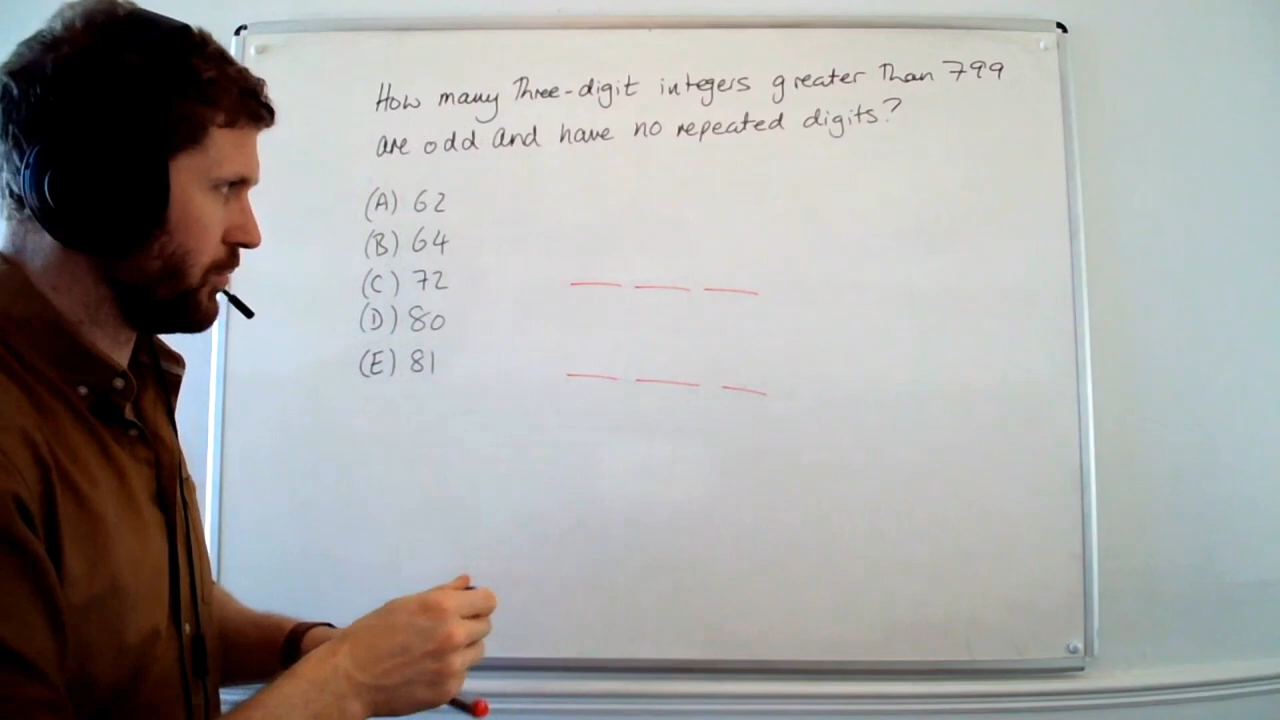 How many Three-digit integers greater Than 799
are odd and have no repeated digits?
(A) 62
(B) 64
(C) 72
(D) 80
(E) 81